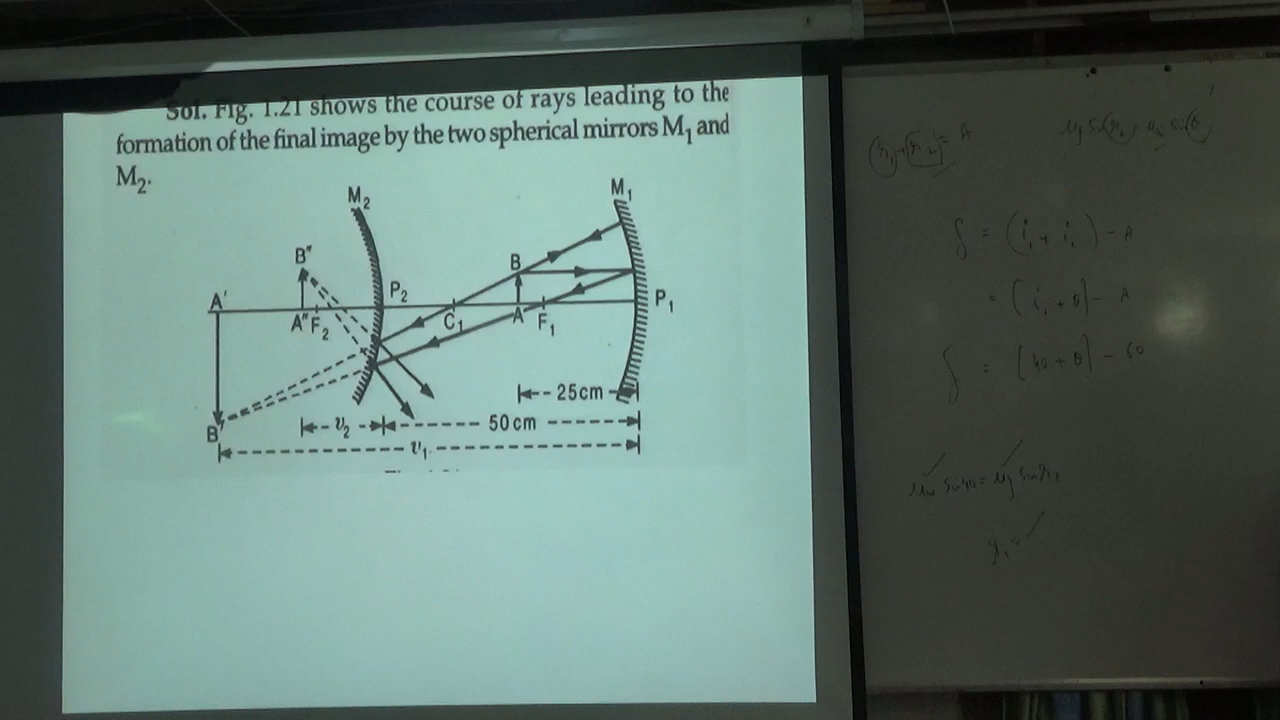 Sol. Fig. 1.21 shows the course of rays leading to the
formation of the final image by the two spherical mirrors M₁ and
M₂.
M₂
M₁
B"
B
A'
P₂
P₁
A"
F₂
C₁
A
F₁
25cm
v₂
50 cm
B'
v₁
= A
δ = (i₁ + i₂) - A
= [i₁ + θ] - A
δ = [40 + θ] - 60
sin 40 =